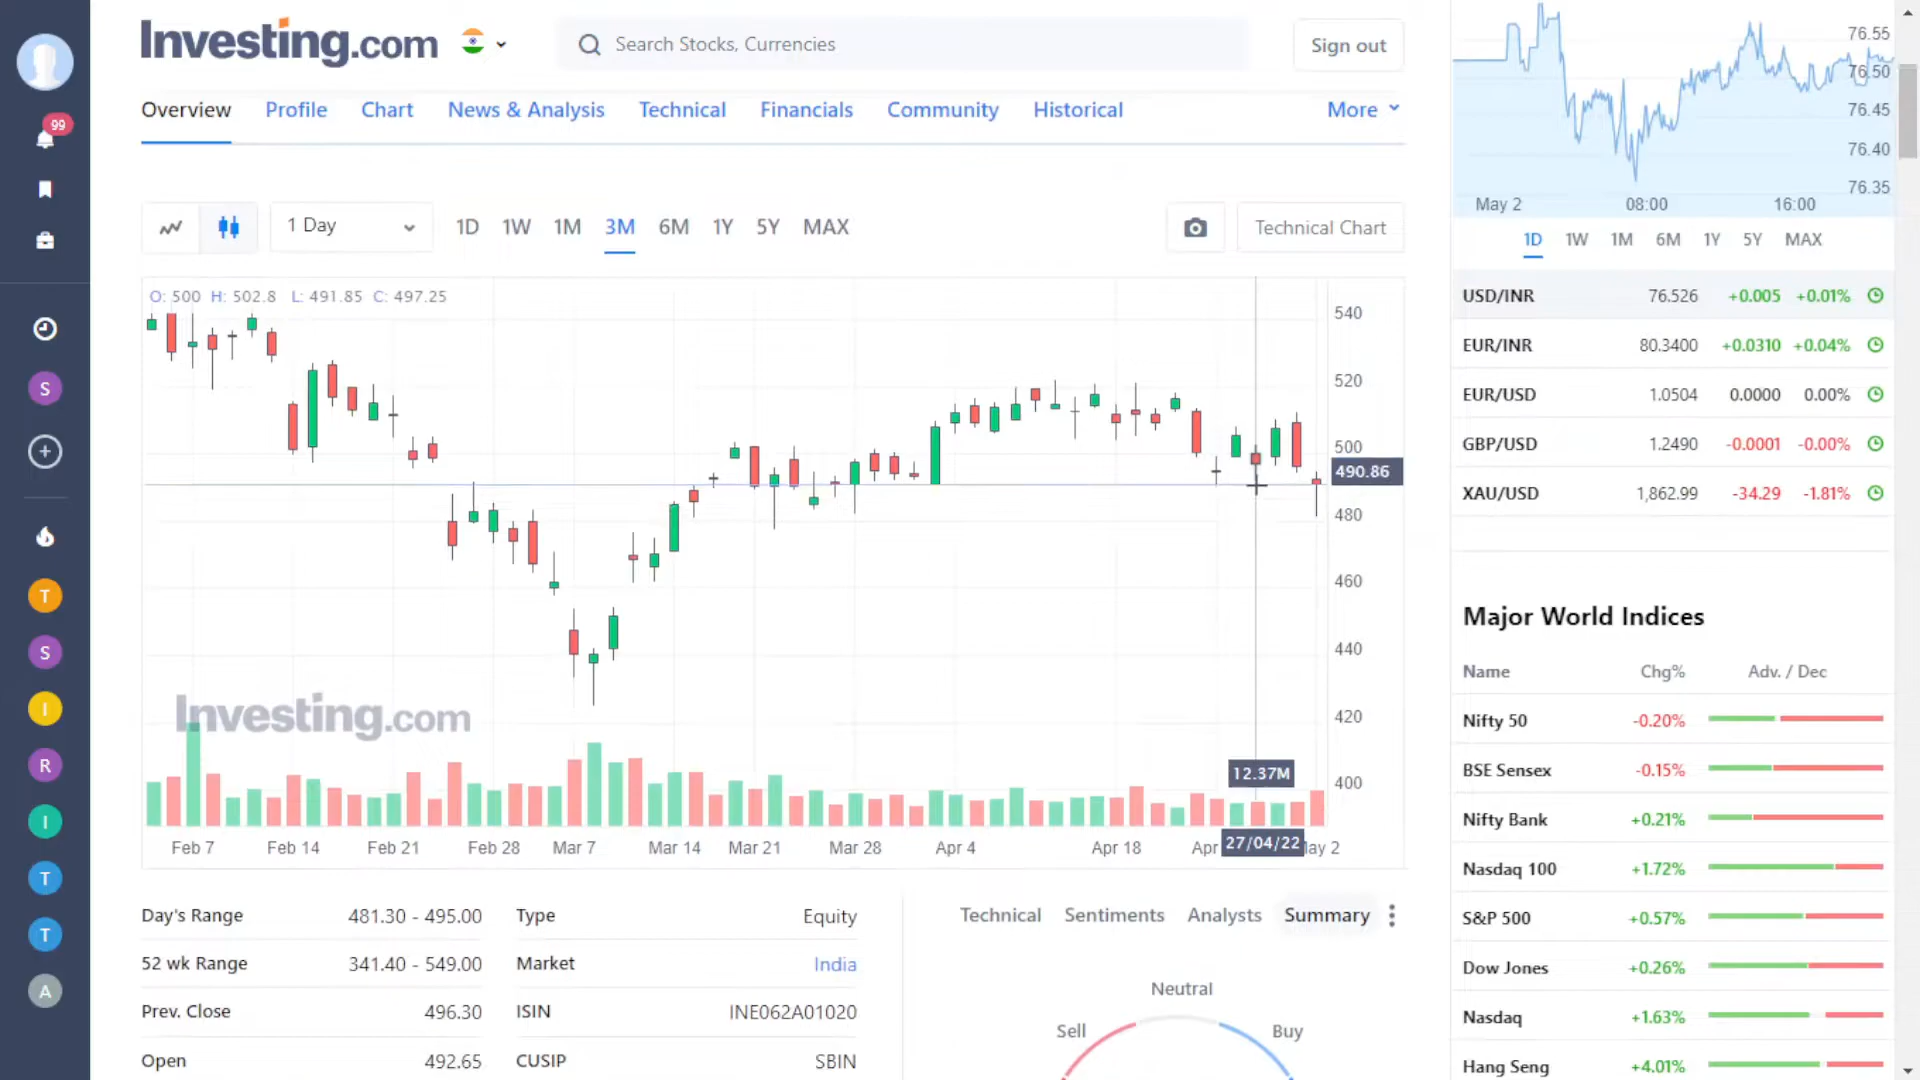 Investing.com
Search Stocks, Currencies
Sign out
Overview Profile Chart News & Analysis Technical Financials Community Historical More
99
1 Day 1D 1W 1M 3M 6M 1Y 5Y MAX Technical Chart
O: 500 H: 502.8 L: 491.85 C: 497.25
540
520
500
490.86
480
460
440
420
400
Investing.com
12.37M
Feb 7 Feb 14 Feb 21 Feb 28 Mar 7 Mar 14 Mar 21 Mar 28 Apr 4 Apr 18 Apr 27/04/22 ay 2
Day's Range 481.30 - 495.00
52 wk Range 341.40 - 549.00
Prev. Close 496.30
Open 492.65
Type Equity
Market India
ISIN INE062A01020
CUSIP SBIN
Technical Sentiments Analysts Summary
Neutral
Sell Buy
S
T
S
I
R
I
T
T
A
76.55
76.50
76.45
76.40
76.35
May 2 08:00 16:00
1D 1W 1M 6M 1Y 5Y MAX
USD/INR 76.526 +0.005 +0.01%
EUR/INR 80.3400 +0.0310 +0.04%
EUR/USD 1.0504 0.0000 0.00%
GBP/USD 1.2490 -0.0001 -0.00%
XAU/USD 1,862.99 -34.29 -1.81%
Major World Indices
Name Chg% Adv. / Dec
Nifty 50 -0.20%
BSE Sensex -0.15%
Nifty Bank +0.21%
Nasdaq 100 +1.72%
S&P 500 +0.57%
Dow Jones +0.26%
Nasdaq +1.63%
Hang Seng +4.01%